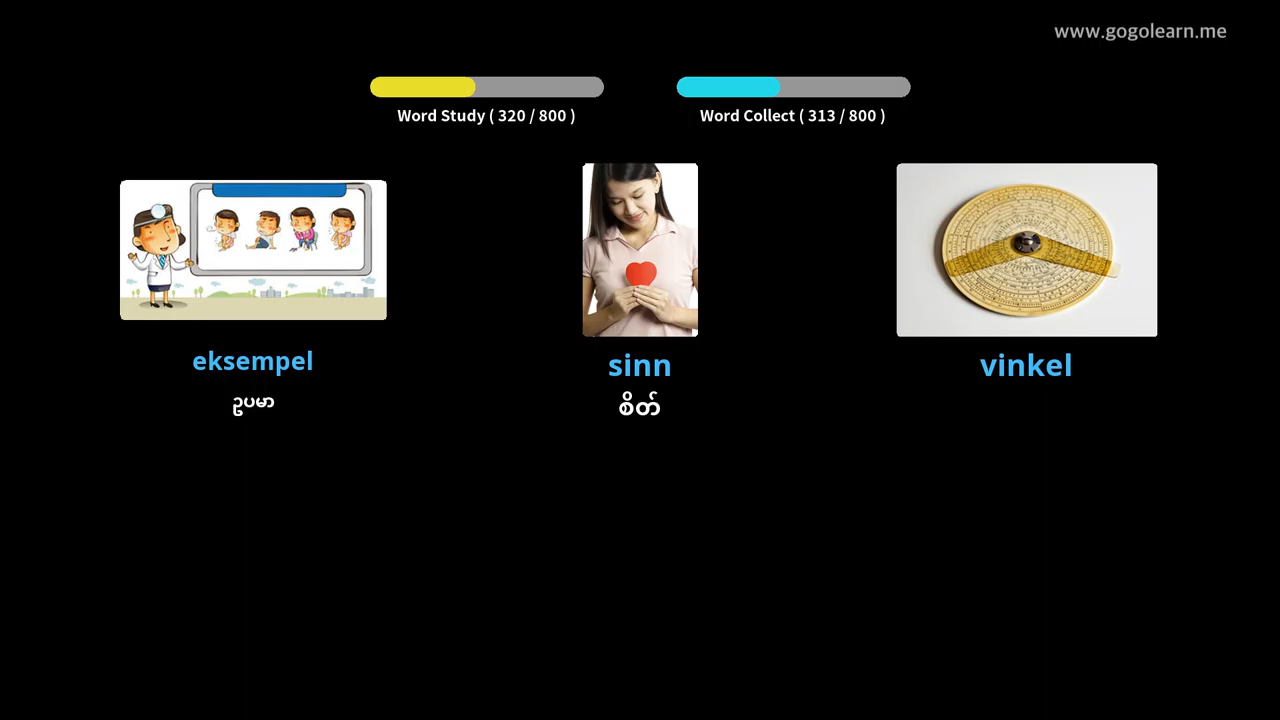 www.gogolearn.me
Word Study ( 320 / 800 )
Word Collect ( 313 / 800 )
eksempel
ဥပမာ
sinn
စိတ်
vinkel